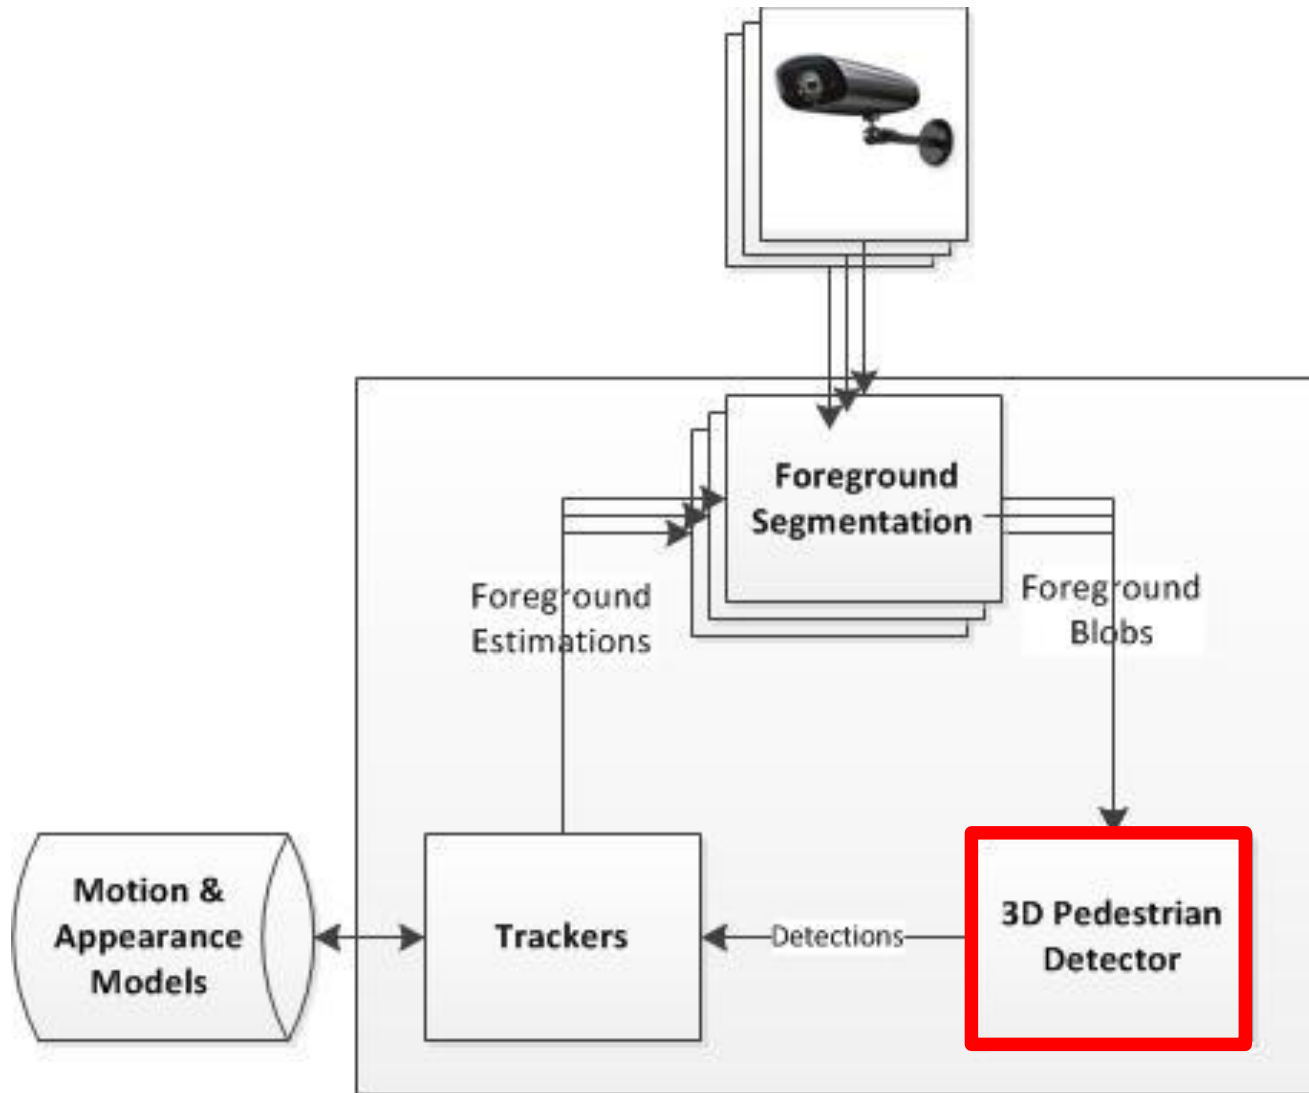 Foreground
Segmentation
Foreground
Estimations
Foreground
Blobs
Motion &
Appearance
Models
Trackers
Detections
3D Pedestrian
Detector